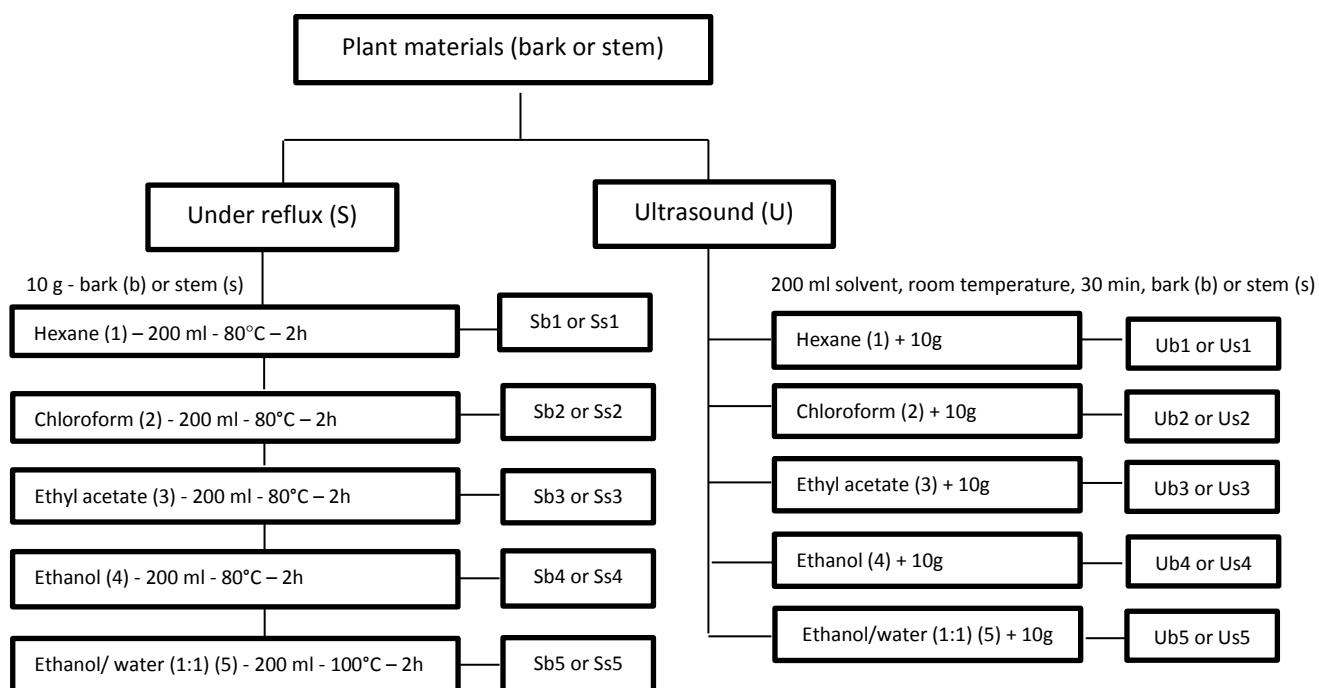 Plant materials (bark or stem)
Under reflux (S)
Ultrasound (U)
10 g - bark (b) or stem (s)
Hexane (1) – 200 ml - 80°C – 2h
Sb1 or Ss1
Chloroform (2) - 200 ml - 80°C – 2h
Sb2 or Ss2
Ethyl acetate (3) - 200 ml - 80°C – 2h
Sb3 or Ss3
Ethanol (4) - 200 ml - 80°C – 2h
Sb4 or Ss4
Ethanol/ water (1:1) (5) - 200 ml - 100°C – 2h
Sb5 or Ss5
200 ml solvent, room temperature, 30 min, bark (b) or stem (s)
Hexane (1) + 10g
Ub1 or Us1
Chloroform (2) + 10g
Ub2 or Us2
Ethyl acetate (3) + 10g
Ub3 or Us3
Ethanol (4) + 10g
Ub4 or Us4
Ethanol/water (1:1) (5) + 10g
Ub5 or Us5